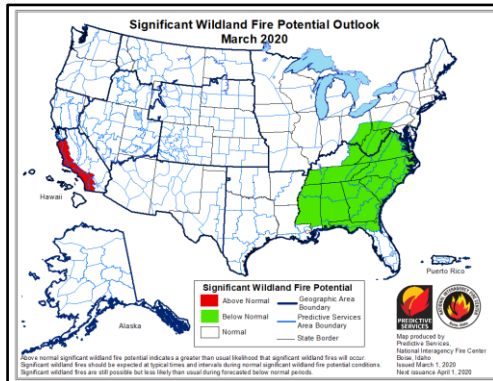 Significant Wildland Fire Potential Outlook
March 2020
Hawaii
Puerto Rico
Alaska
Significant Wildland Fire Potential
Above Normal
Below Normal
Normal
Geographic Area
Boundary
Predictive Services
Area Boundary
State Border
PREDICTIVE
SERVICES
NATIONAL INTERAGENCY FIRE CENTER
Map produced by
Predictive Services,
National Interagency Fire Center
Boise, Idaho
Issued March 1, 2020
Next issuance April 1, 2020
Above normal significant wildland fire potential indicates a greater than usual likelihood that significant wildland fires will occur.
Significant wildland fires should be expected at typical times and intervals during normal significant wildland fire potential conditions.
Significant wildland fires are still possible but less likely than usual during forecasted below normal periods.